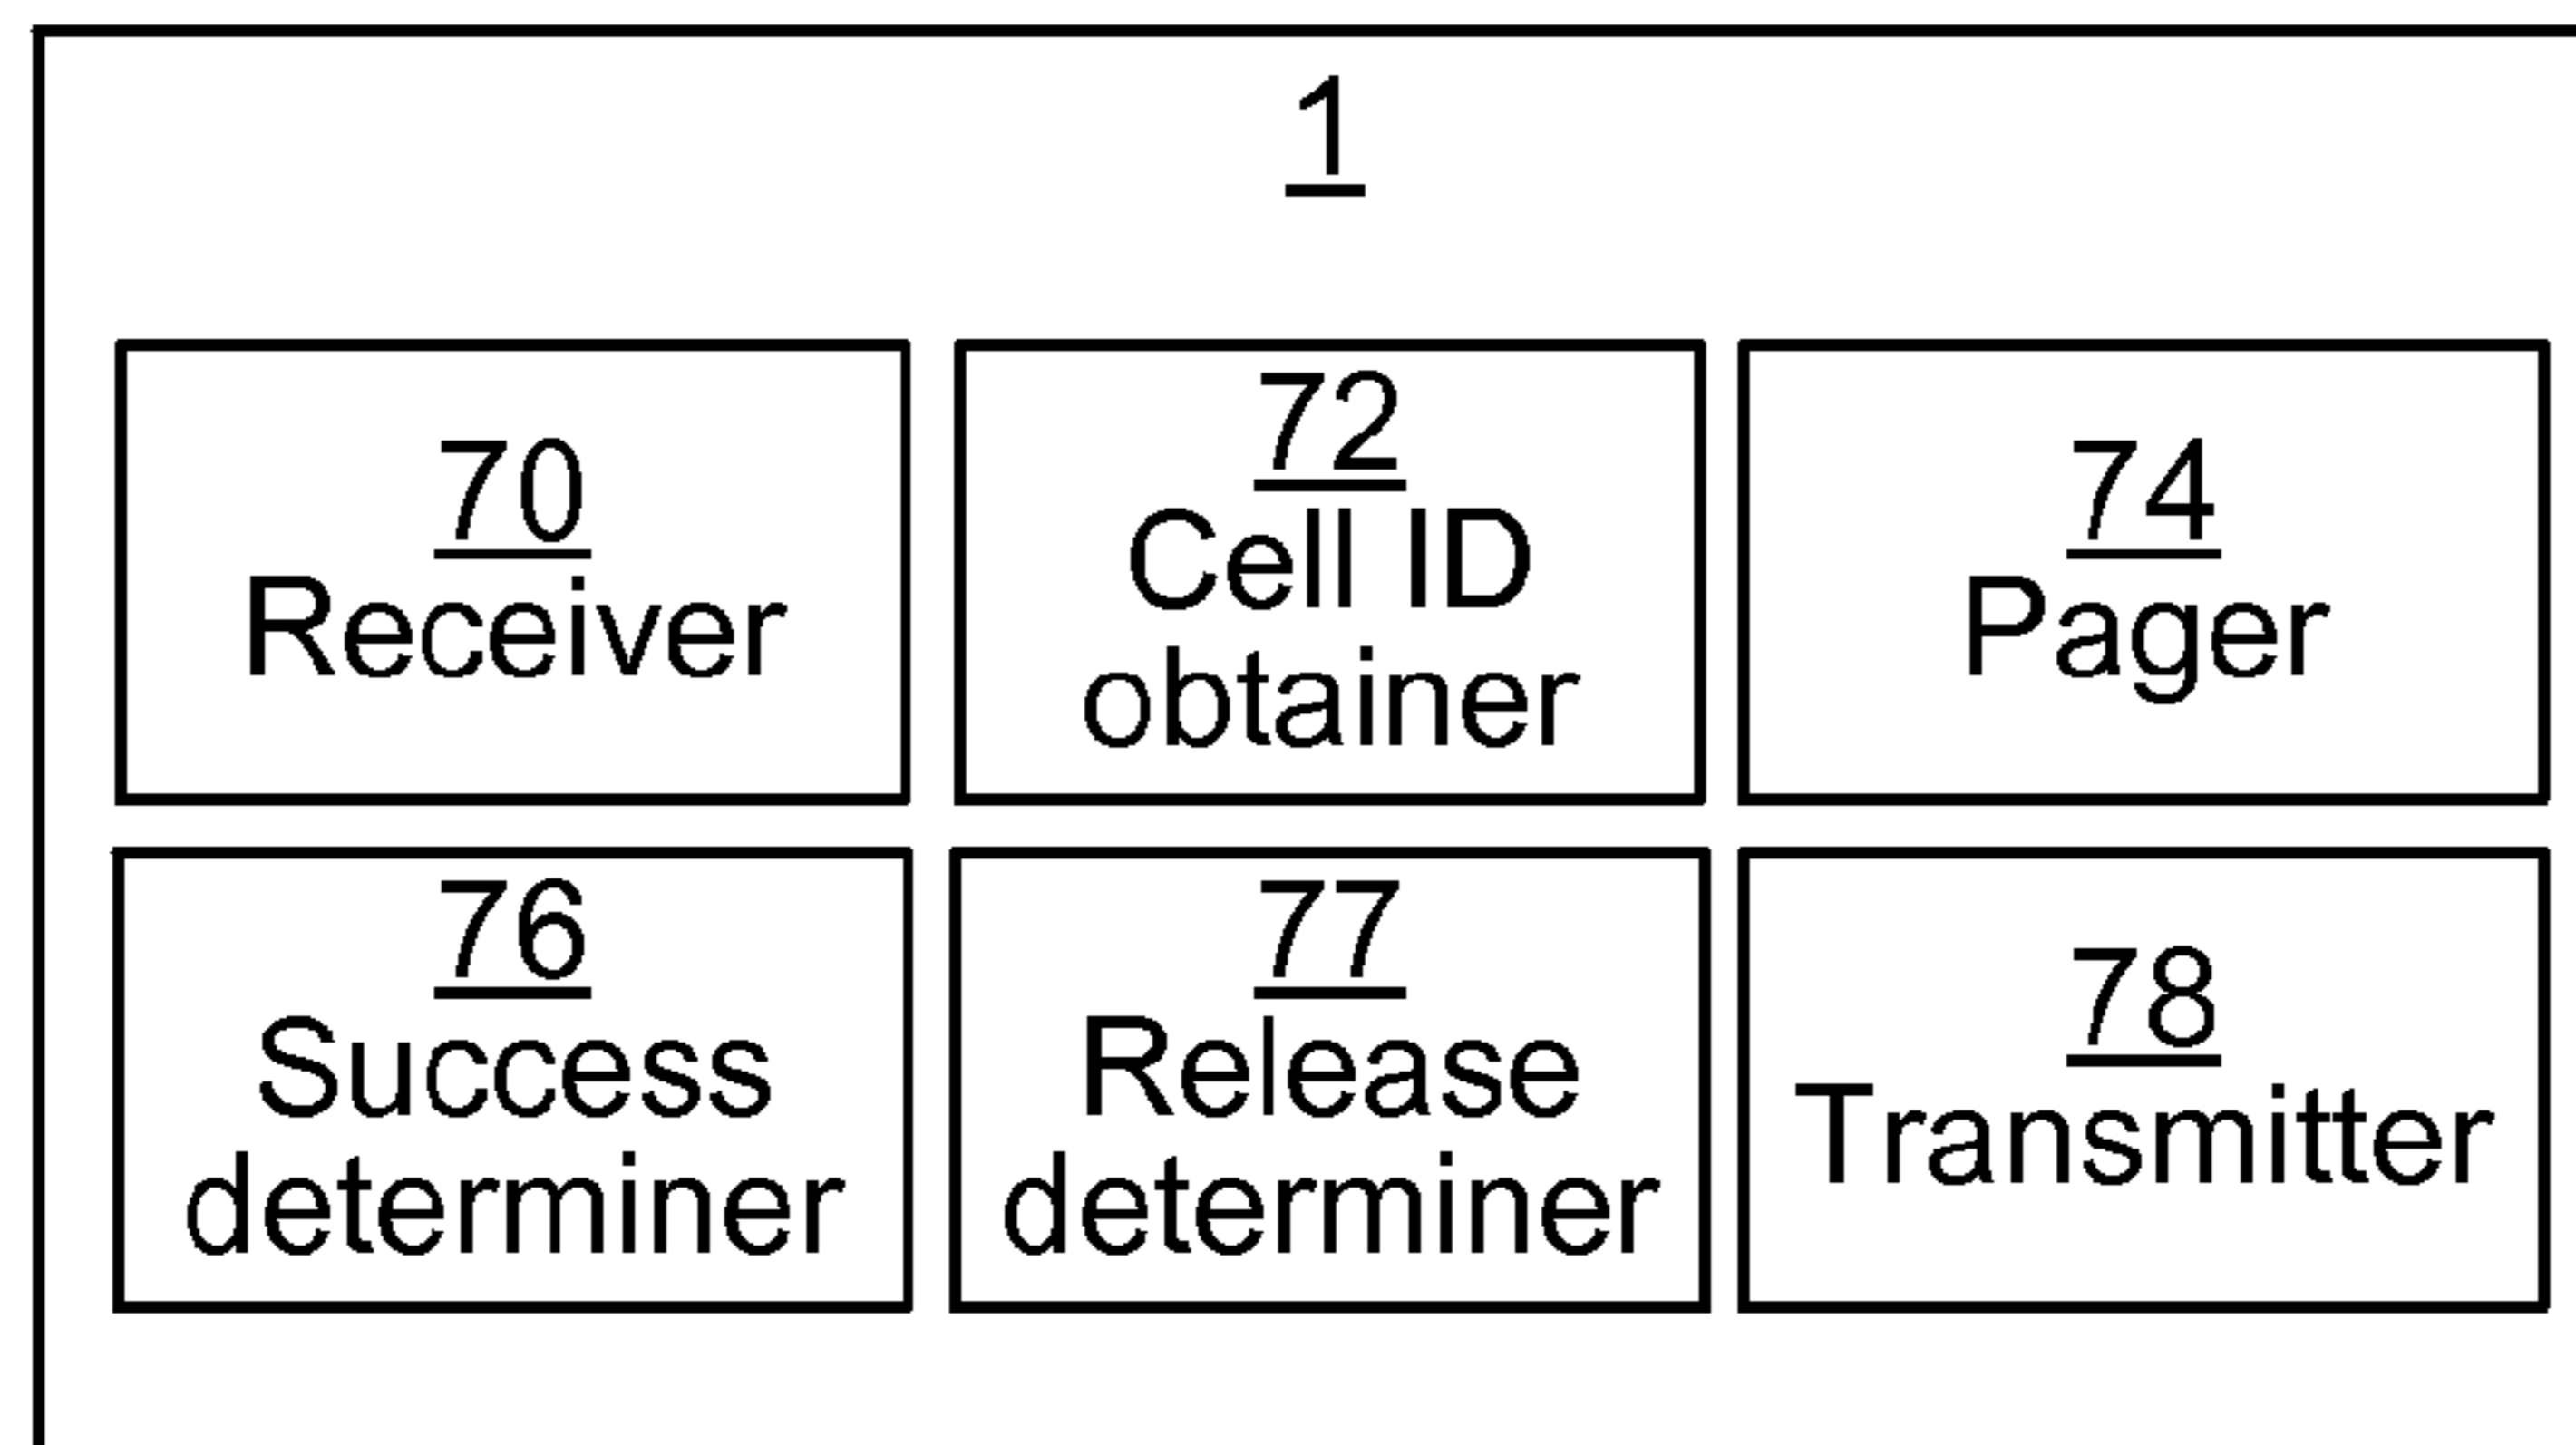 1
70
Receiver
72
Cell ID
obtainer
74
Pager
76
Success
determiner
77
Release
determiner
78
Transmitter